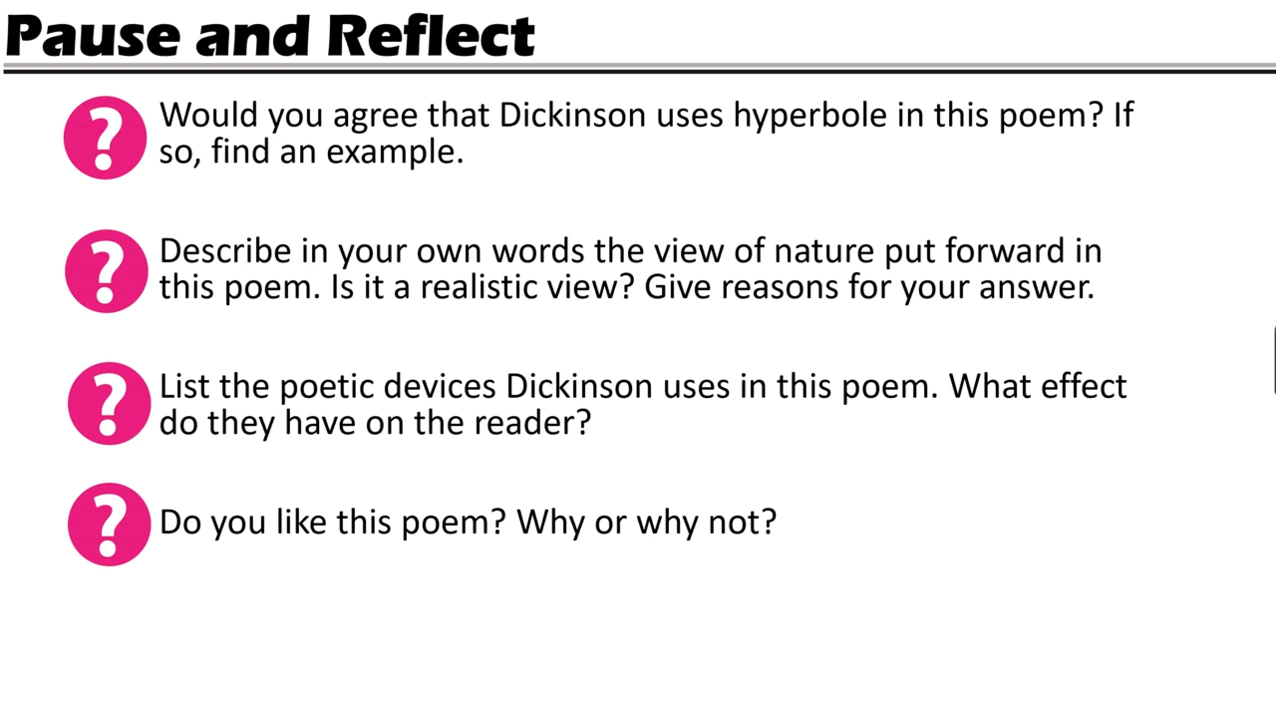 Pause and Reflect
? Would you agree that Dickinson uses hyperbole in this poem? If
so, find an example.
? Describe in your own words the view of nature put forward in
this poem. Is it a realistic view? Give reasons for your answer.
? List the poetic devices Dickinson uses in this poem. What effect
do they have on the reader?
? Do you like this poem? Why or why not?